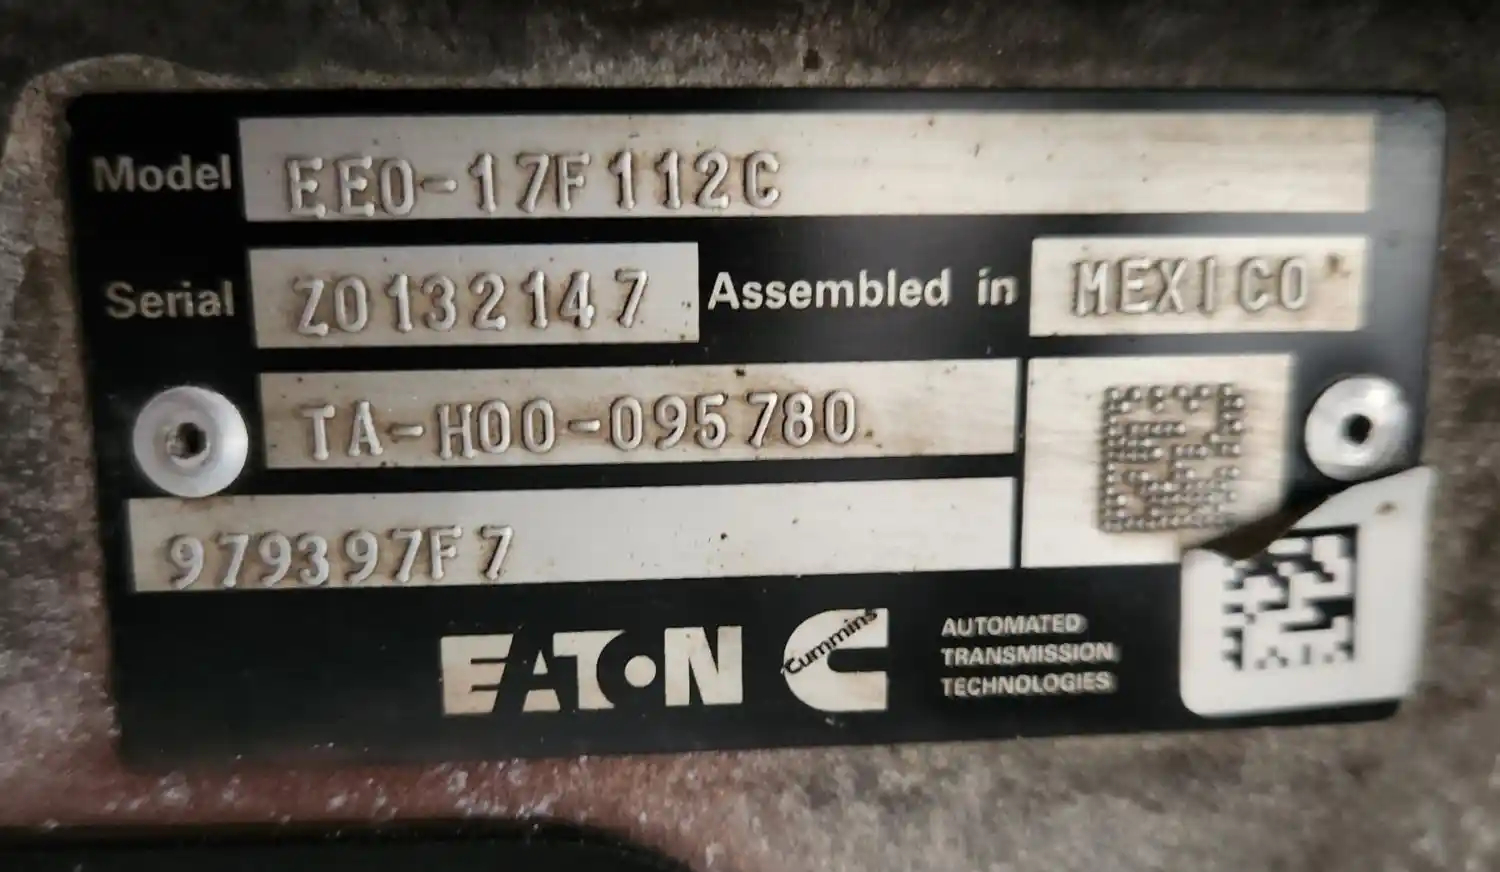 Model EEO-17F112C
Serial Z0132147 Assembled in MEXICO
TA-H00-095780
979397F7
EATON Cummins AUTOMATED
TRANSMISSION
TECHNOLOGIES